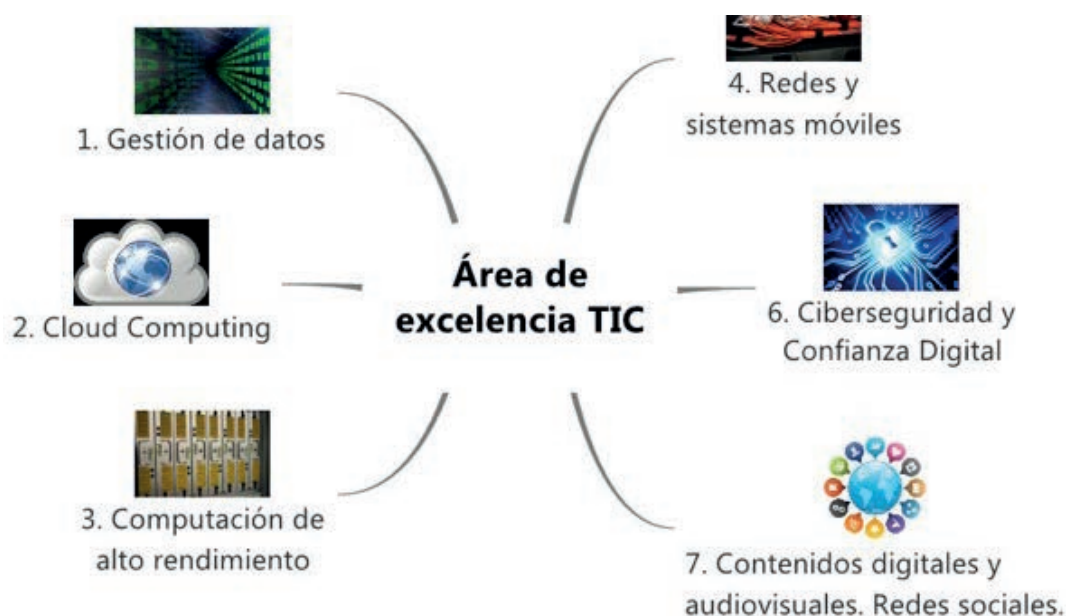 1. Gestión de datos
2. Cloud Computing
3. Computación de
alto rendimiento
Área de
excelencia TIC
4. Redes y
sistemas móviles
6. Ciberseguridad y
Confianza Digital
7. Contenidos digitales y
audiovisuales. Redes sociales.